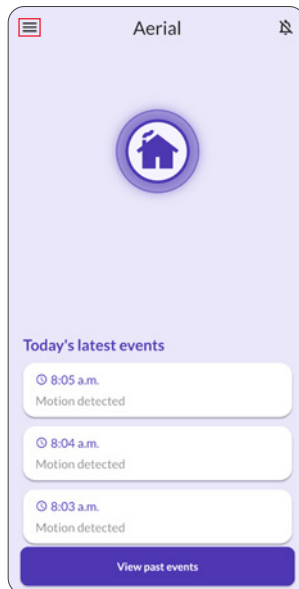 Aerial
Today's latest events
8:05 a.m.
Motion detected
8:04 a.m.
Motion detected
8:03 a.m.
Motion detected
View past events